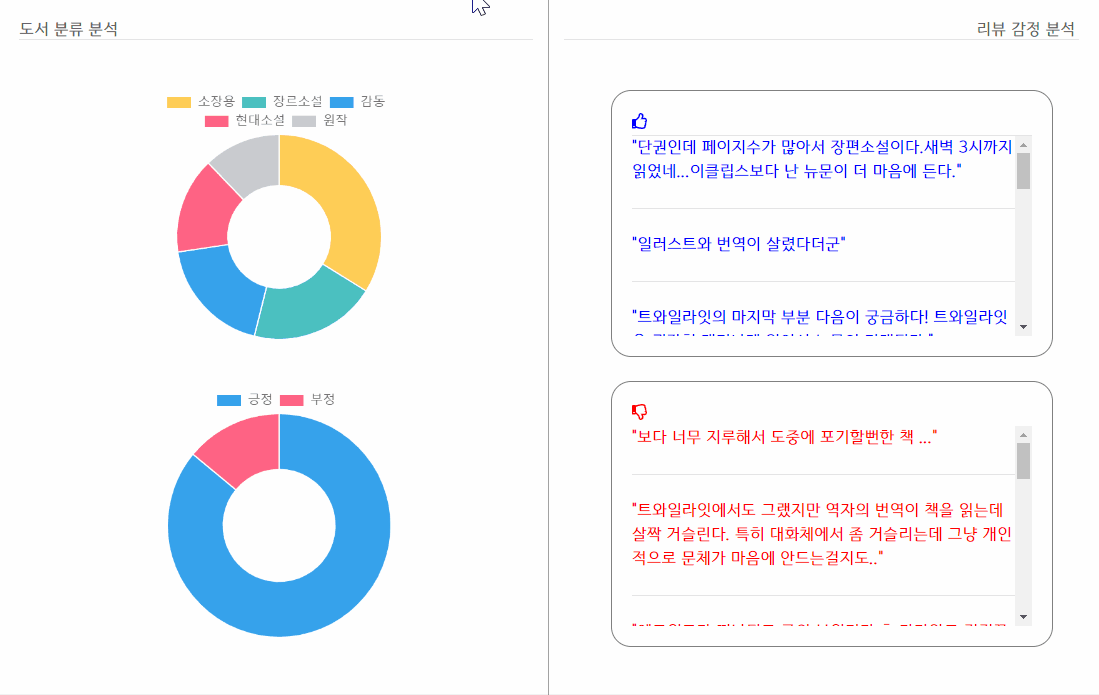 도서 분류 분석
소장용 장르소설 감동
현대소설 원작
긍정 부정
리뷰 감정 분석
"단권인데 페이지수가 많아서 장편소설이다.새벽 3시까지
읽었네...이클립스보다 난 뉴문이 더 마음에 든다."
"일러스트와 번역이 살렸다더군"
"트와일라잇의 마지막 부분 다음이 궁금하다! 트와일라잇
"보다 너무 지루해서 도중에 포기할뻔한 책 ..."
"트와일라잇에서도 그랬지만 역자의 번역이 책을 읽는데
살짝 거슬린다. 특히 대화체에서 좀 거슬리는데 그냥 개인
적으로 문체가 마음에 안드는걸지도.."